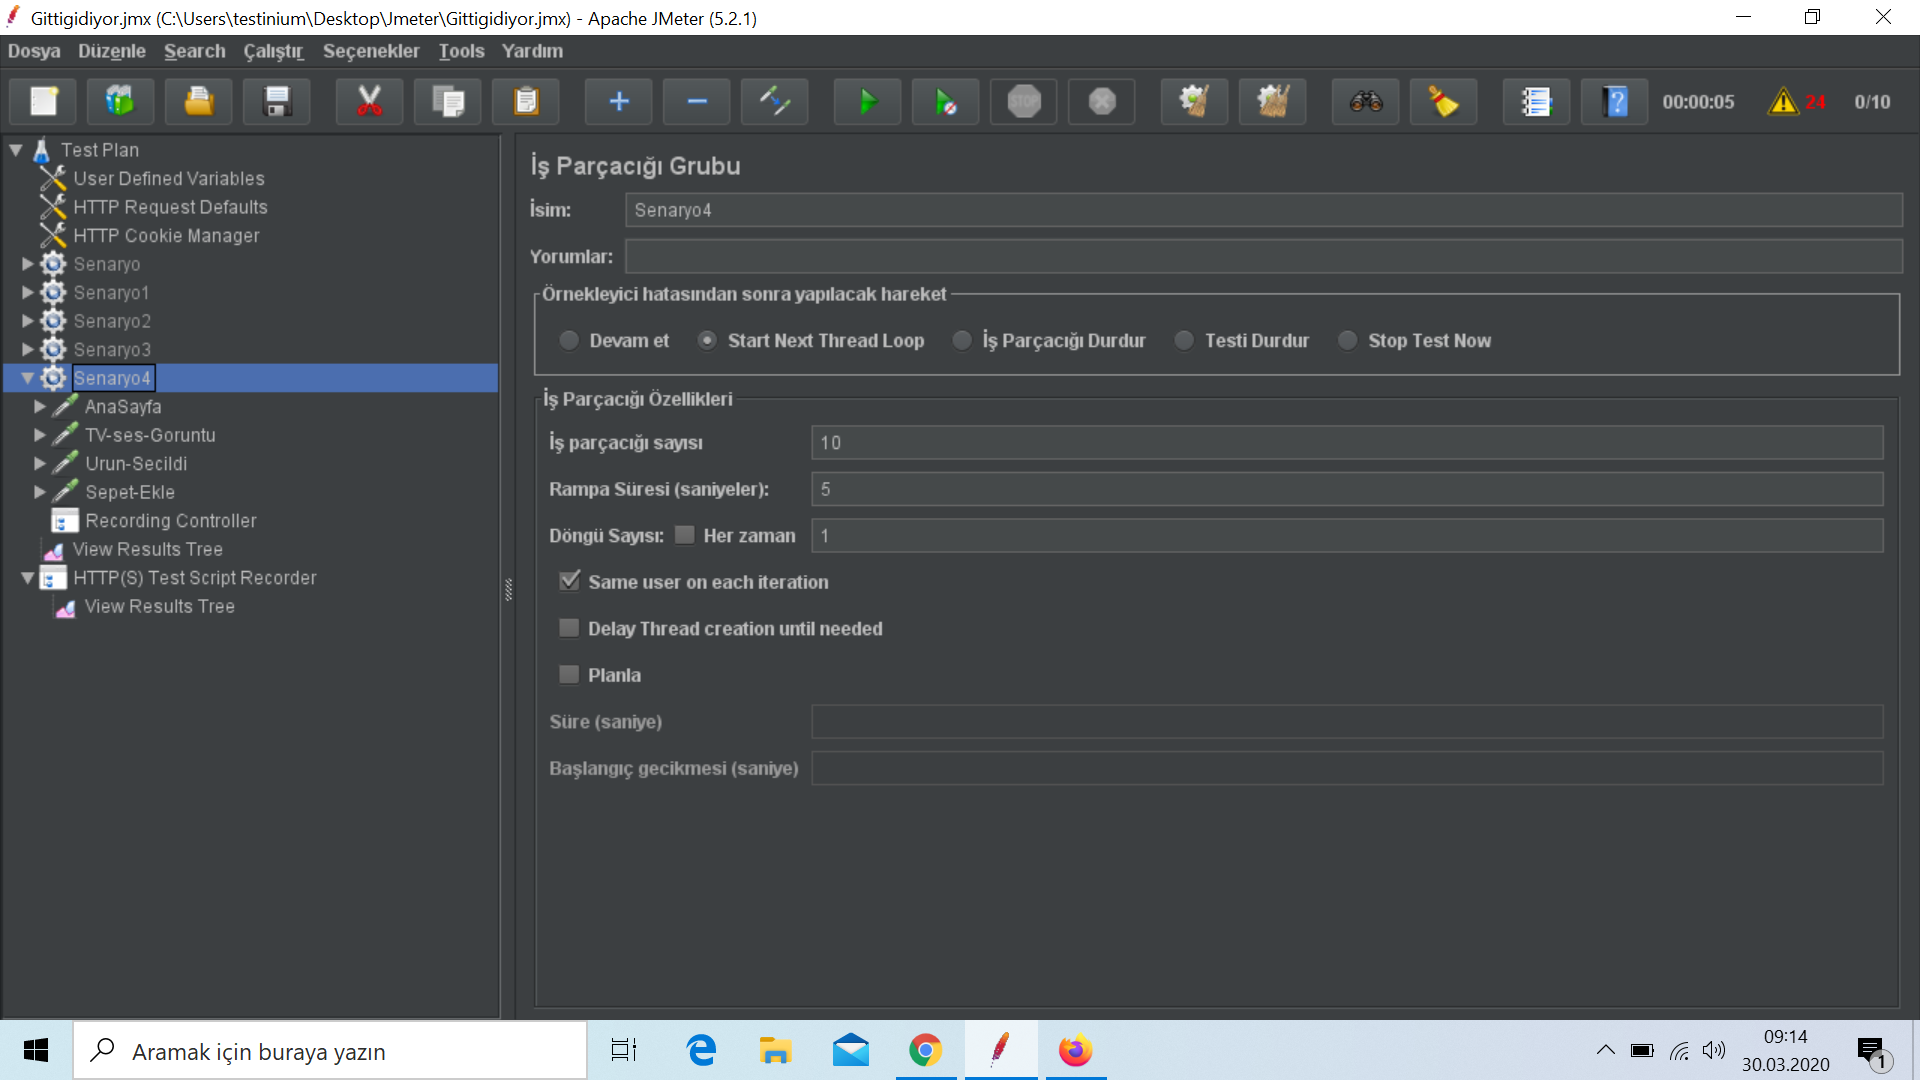 Gittigidiyor.jmx (C:\Users\testinium\Desktop\Jmeter\Gittigidiyor.jmx) - Apache JMeter (5.2.1)
Dosya Düzenle Search Çalıştır Seçenekler Tools Yardım
STOP 00:00:05 24 0/10
Test Plan
User Defined Variables
HTTP Request Defaults
HTTP Cookie Manager
Senaryo
Senaryo1
Senaryo2
Senaryo3
Senaryo4
AnaSayfa
TV-ses-Goruntu
Urun-Secildi
Sepet-Ekle
Recording Controller
View Results Tree
HTTP(S) Test Script Recorder
View Results Tree
İş Parçacığı Grubu
İsim: Senaryo4
Yorumlar:
Örnekleyici hatasından sonra yapılacak hareket
Devam et Start Next Thread Loop İş Parçacığı Durdur Testi Durdur Stop Test Now
İş Parçacığı Özellikleri
İş parçacığı sayısı 10
Rampa Süresi (saniyeler): 5
Döngü Sayısı: Her zaman 1
Same user on each iteration
Delay Thread creation until needed
Planla
Süre (saniye)
Başlangıç gecikmesi (saniye)
Aramak için buraya yazın
09:14
30.03.2020
1